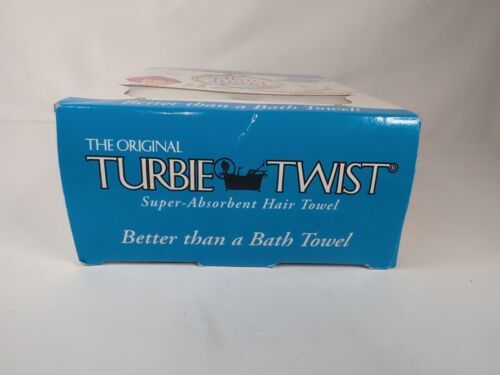 Better than a Bath Towel!
THE ORIGINAL
TURBIE TWIST®
Super-Absorbent Hair Towel
Better than a Bath Towel